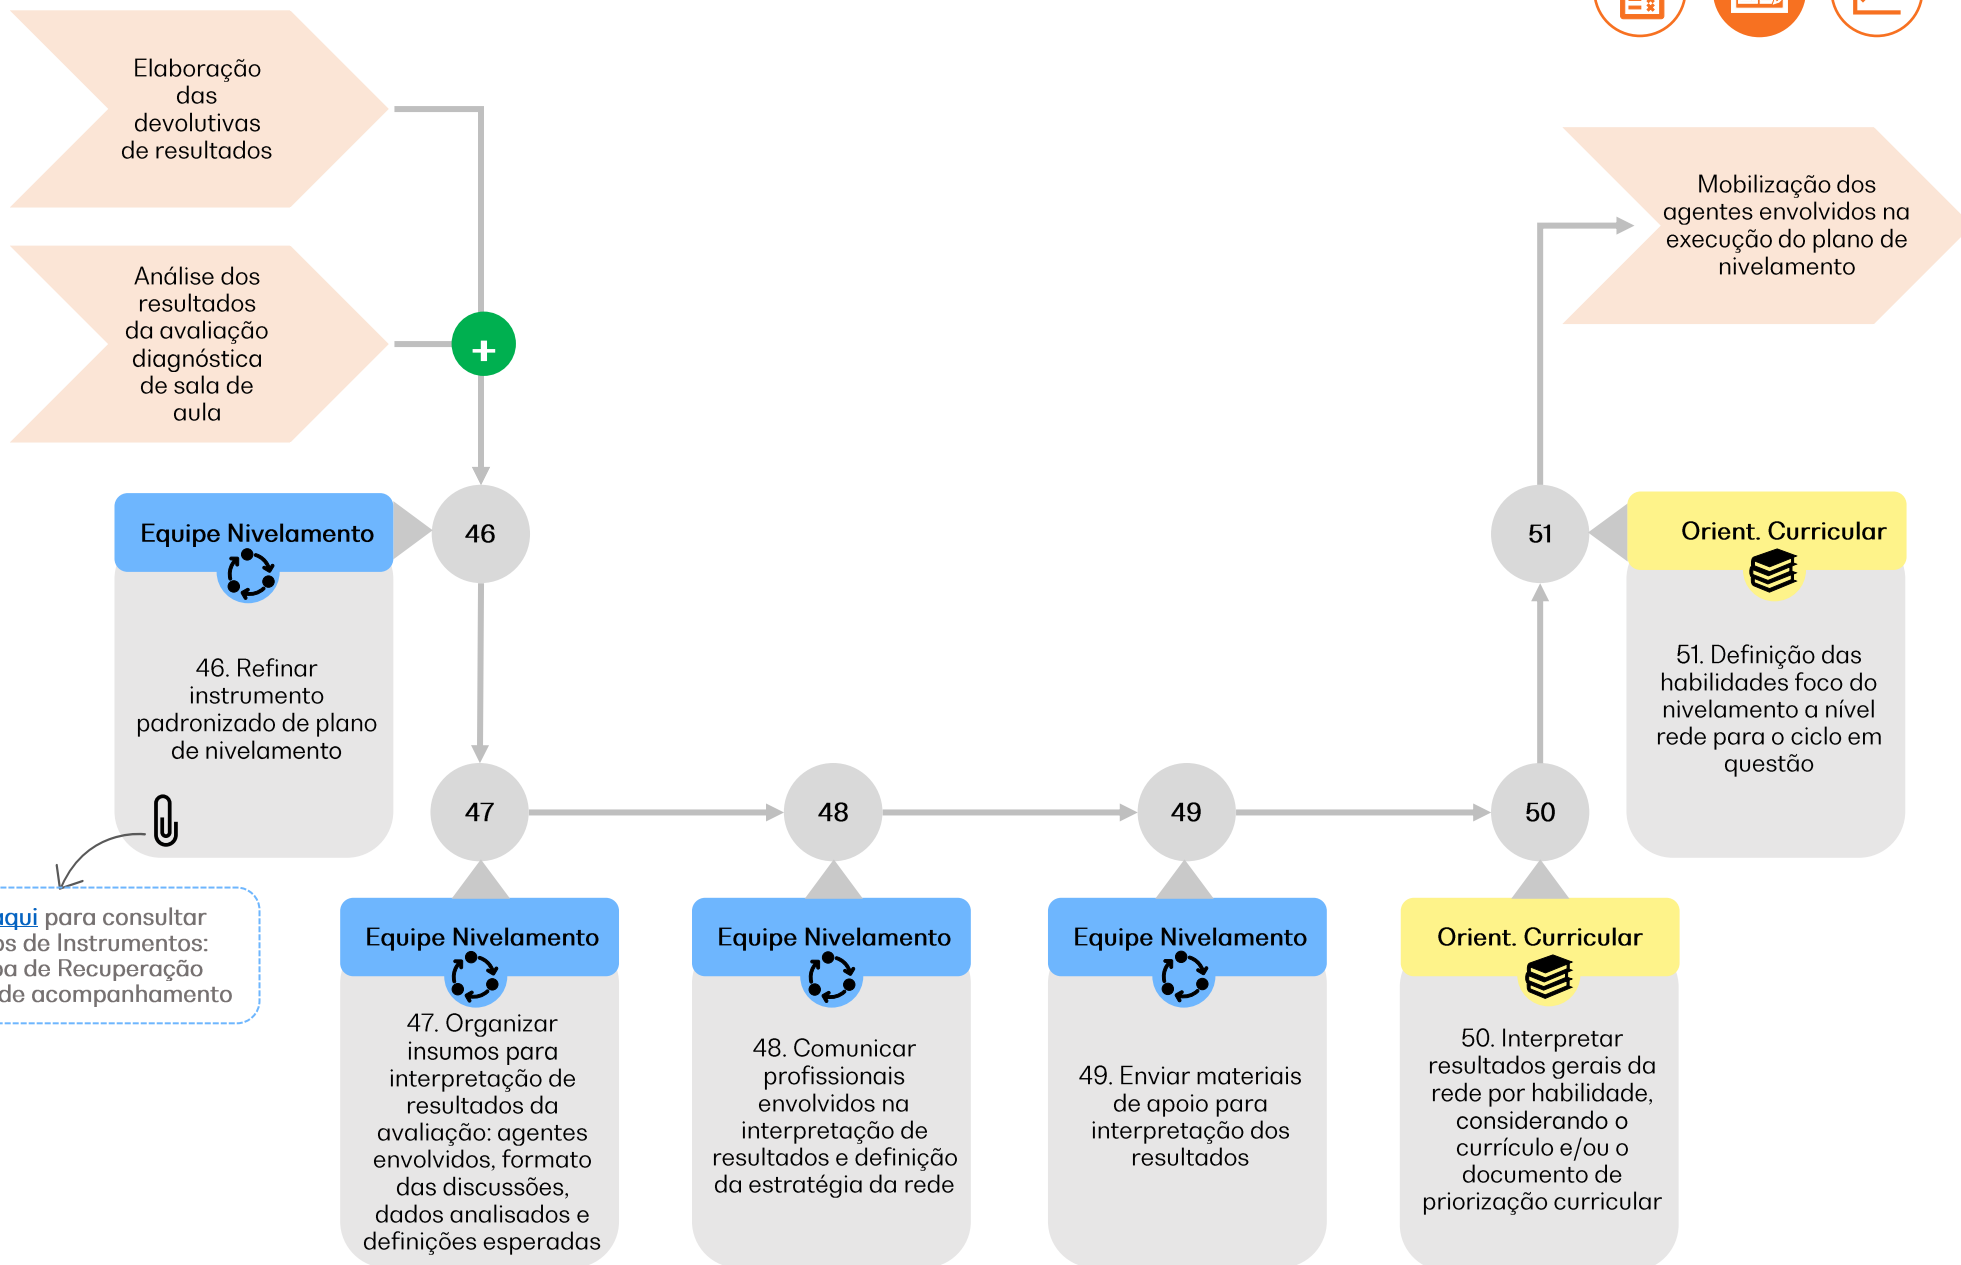 Elaboração
das
devolutivas
de resultados
Análise dos
resultados
da avaliação
diagnóstica
de sala de
aula
+
Mobilização dos
agentes envolvidos na
execução do plano de
nivelamento
Equipe Nivelamento
46
46. Refinar
instrumento
padronizado de plano
de nivelamento
51
Orient. Curricular
51. Definição das
habilidades foco do
nivelamento a nível
rede para o ciclo em
questão
47
48
49
50
aqui para consultar
de Instrumentos:
de Recuperação
de acompanhamento
Equipe Nivelamento
47. Organizar
insumos para
interpretação de
resultados da
avaliação: agentes
envolvidos, formato
das discussões,
dados analisados e
definições esperadas
Equipe Nivelamento
48. Comunicar
profissionais
envolvidos na
interpretação de
resultados e definição
da estratégia da rede
Equipe Nivelamento
49. Enviar materiais
de apoio para
interpretação dos
resultados
Orient. Curricular
50. Interpretar
resultados gerais da
rede por habilidade,
considerando o
currículo e/ou o
documento de
priorização curricular